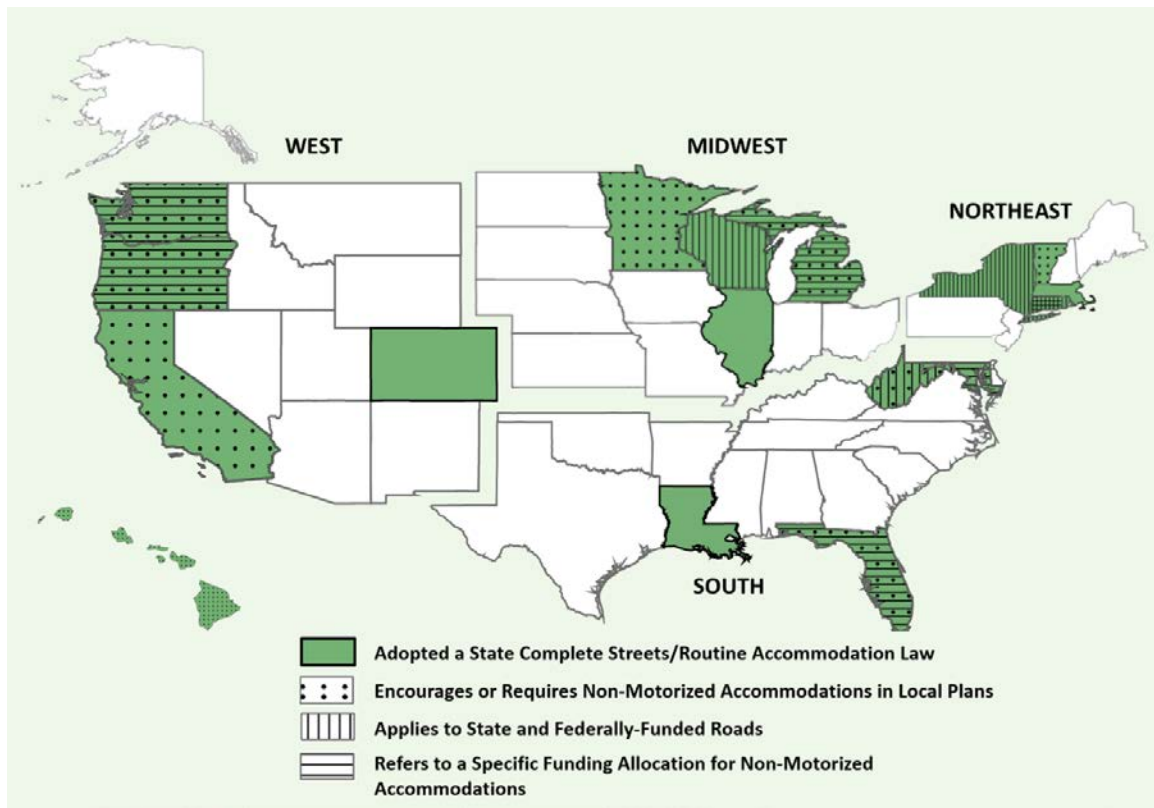 WEST
MIDWEST
NORTHEAST
SOUTH
Adopted a State Complete Streets/Routine Accommodation Law
Encourages or Requires Non-Motorized Accommodations in Local Plans
Applies to State and Federally-Funded Roads
Refers to a Specific Funding Allocation for Non-Motorized
Accommodations